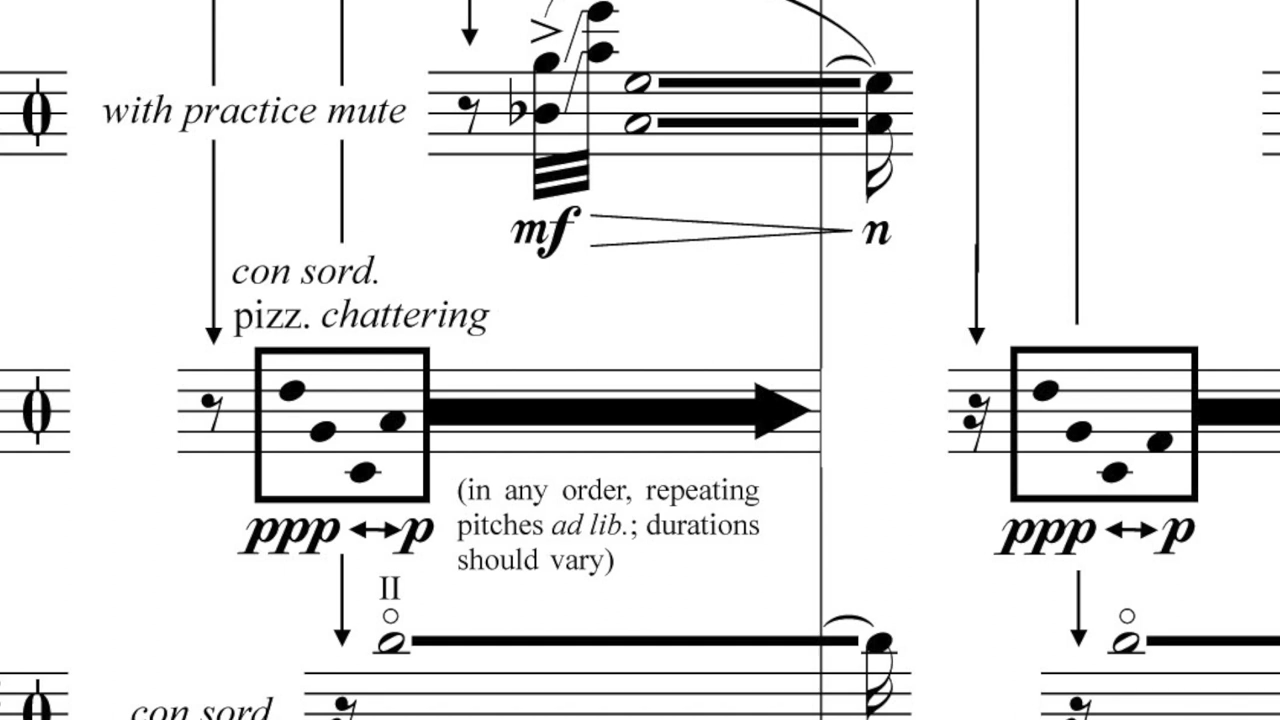 with practice mute
mf
n
con sord.
pizz. chattering
(in any order, repeating
pitches ad lib.; durations
should vary)
ppp ↔ p
ppp ↔ p
II
con sord.